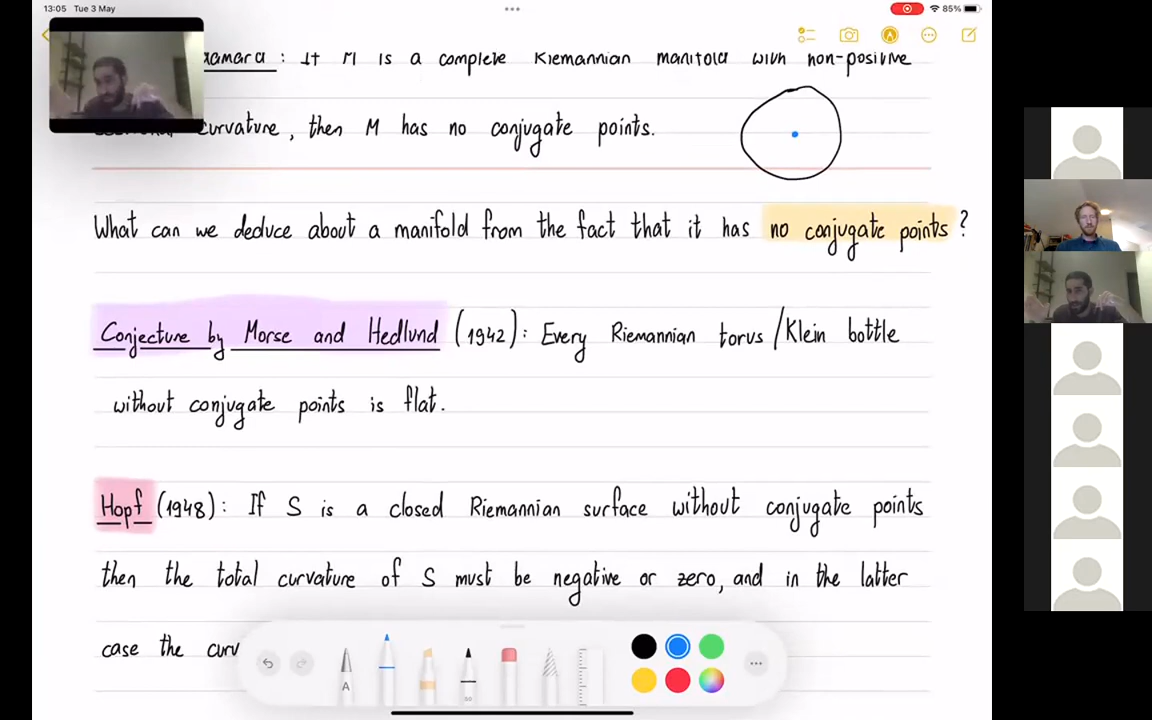 13:05 Tue 3 May
85%
: If M is a complete Riemannian manifold with non-positive
curvature, then M has no conjugate points.
What can we deduce about a manifold from the fact that it has no conjugate points?
Conjecture by Morse and Hedlund (1942): Every Riemannian torus/Klein bottle
without conjugate points is flat.
Hopf (1948): If S is a closed Riemannian surface without conjugate points
then the total curvature of S must be negative or zero, and in the latter
case the curv
A